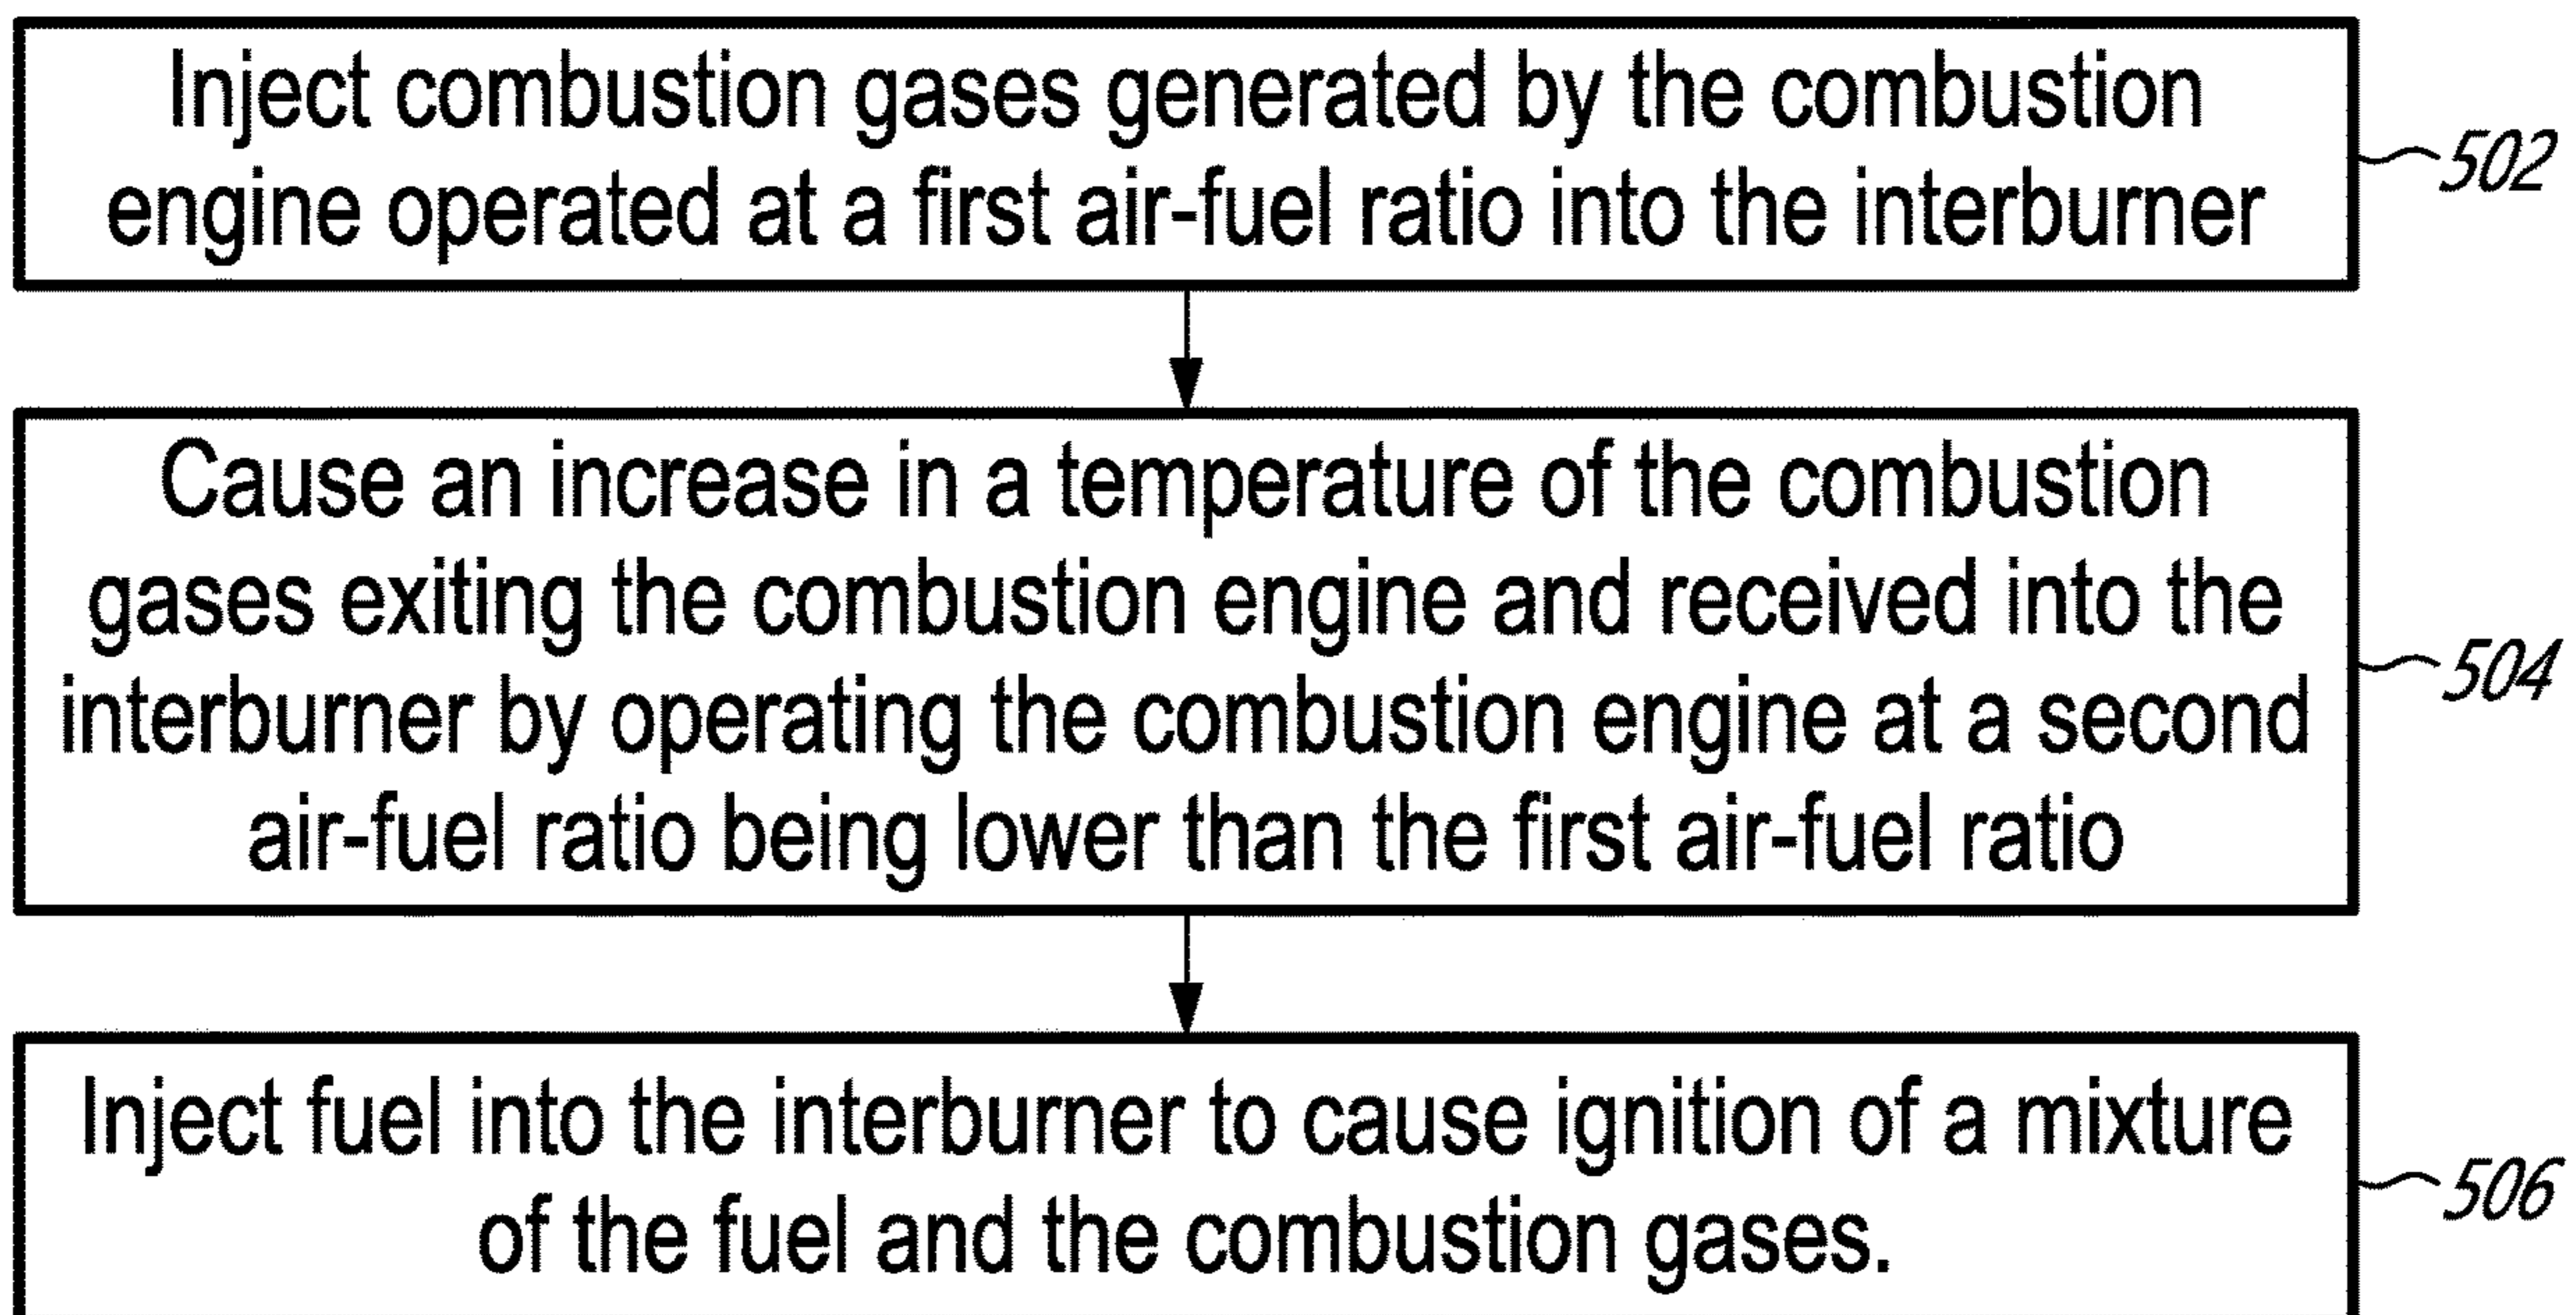 Inject combustion gases generated by the combustion
engine operated at a first air-fuel ratio into the interburner
502
Cause an increase in a temperature of the combustion
gases exiting the combustion engine and received into the
interburner by operating the combustion engine at a second
air-fuel ratio being lower than the first air-fuel ratio
504
Inject fuel into the interburner to cause ignition of a mixture
of the fuel and the combustion gases.
506